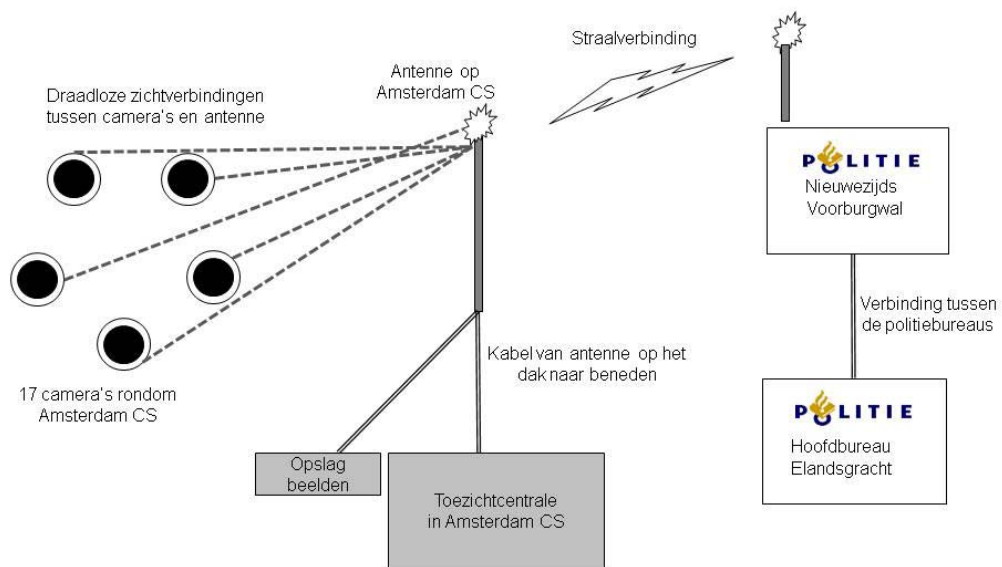 Straalverbinding
Antenne op
Amsterdam CS
Draadloze zichtverbindingen
tussen camera's en antenne
POLITIE
Nieuwezijds
Voorburgwal
Verbinding tussen
de politiebureaus
Kabel van antenne op het
dak naar beneden
17 camera's rondom
Amsterdam CS
POLITIE
Hoofdbureau
Elandsgracht
Opslag
beelden
Toezichtcentrale
in Amsterdam CS